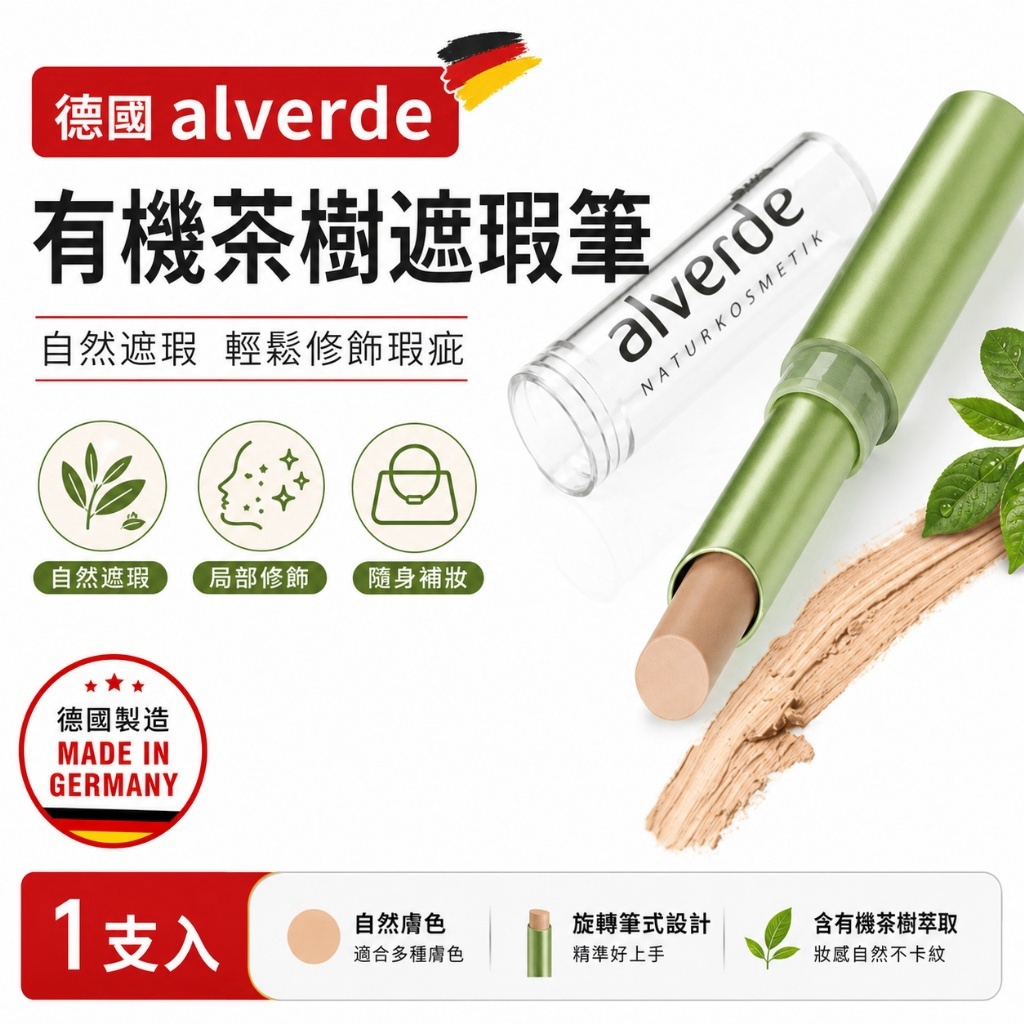 德國 alverde
有機茶樹遮瑕筆
自然遮瑕 輕鬆修飾瑕疵
alverde
NATURKOSMETIK
自然遮瑕
局部修飾
隨身補妝
德國製造
MADE IN
GERMANY
1支入
自然膚色
適合多種膚色
旋轉筆式設計
精準好上手
含有機茶樹萃取
妝感自然不卡紋